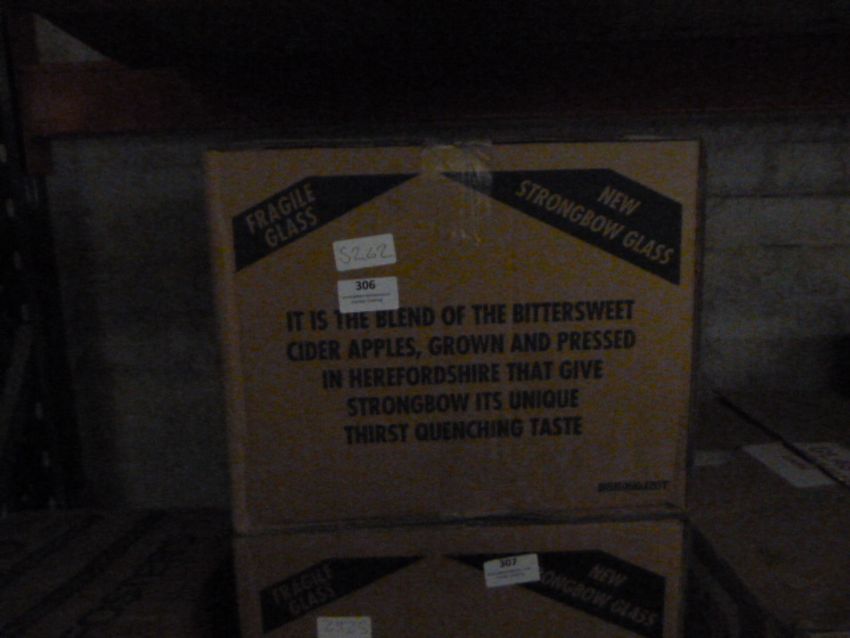 FRAGILE
GLASS
NEW
STRONGBOW GLASS
S262
306
IT IS THE BLEND OF THE BITTERSWEET
CIDER APPLES, GROWN AND PRESSED
IN HEREFORDSHIRE THAT GIVE
STRONGBOW ITS UNIQUE
THIRST QUENCHING TASTE
307
FRAGILE
GLASS
NEW
STRONGBOW GLASS